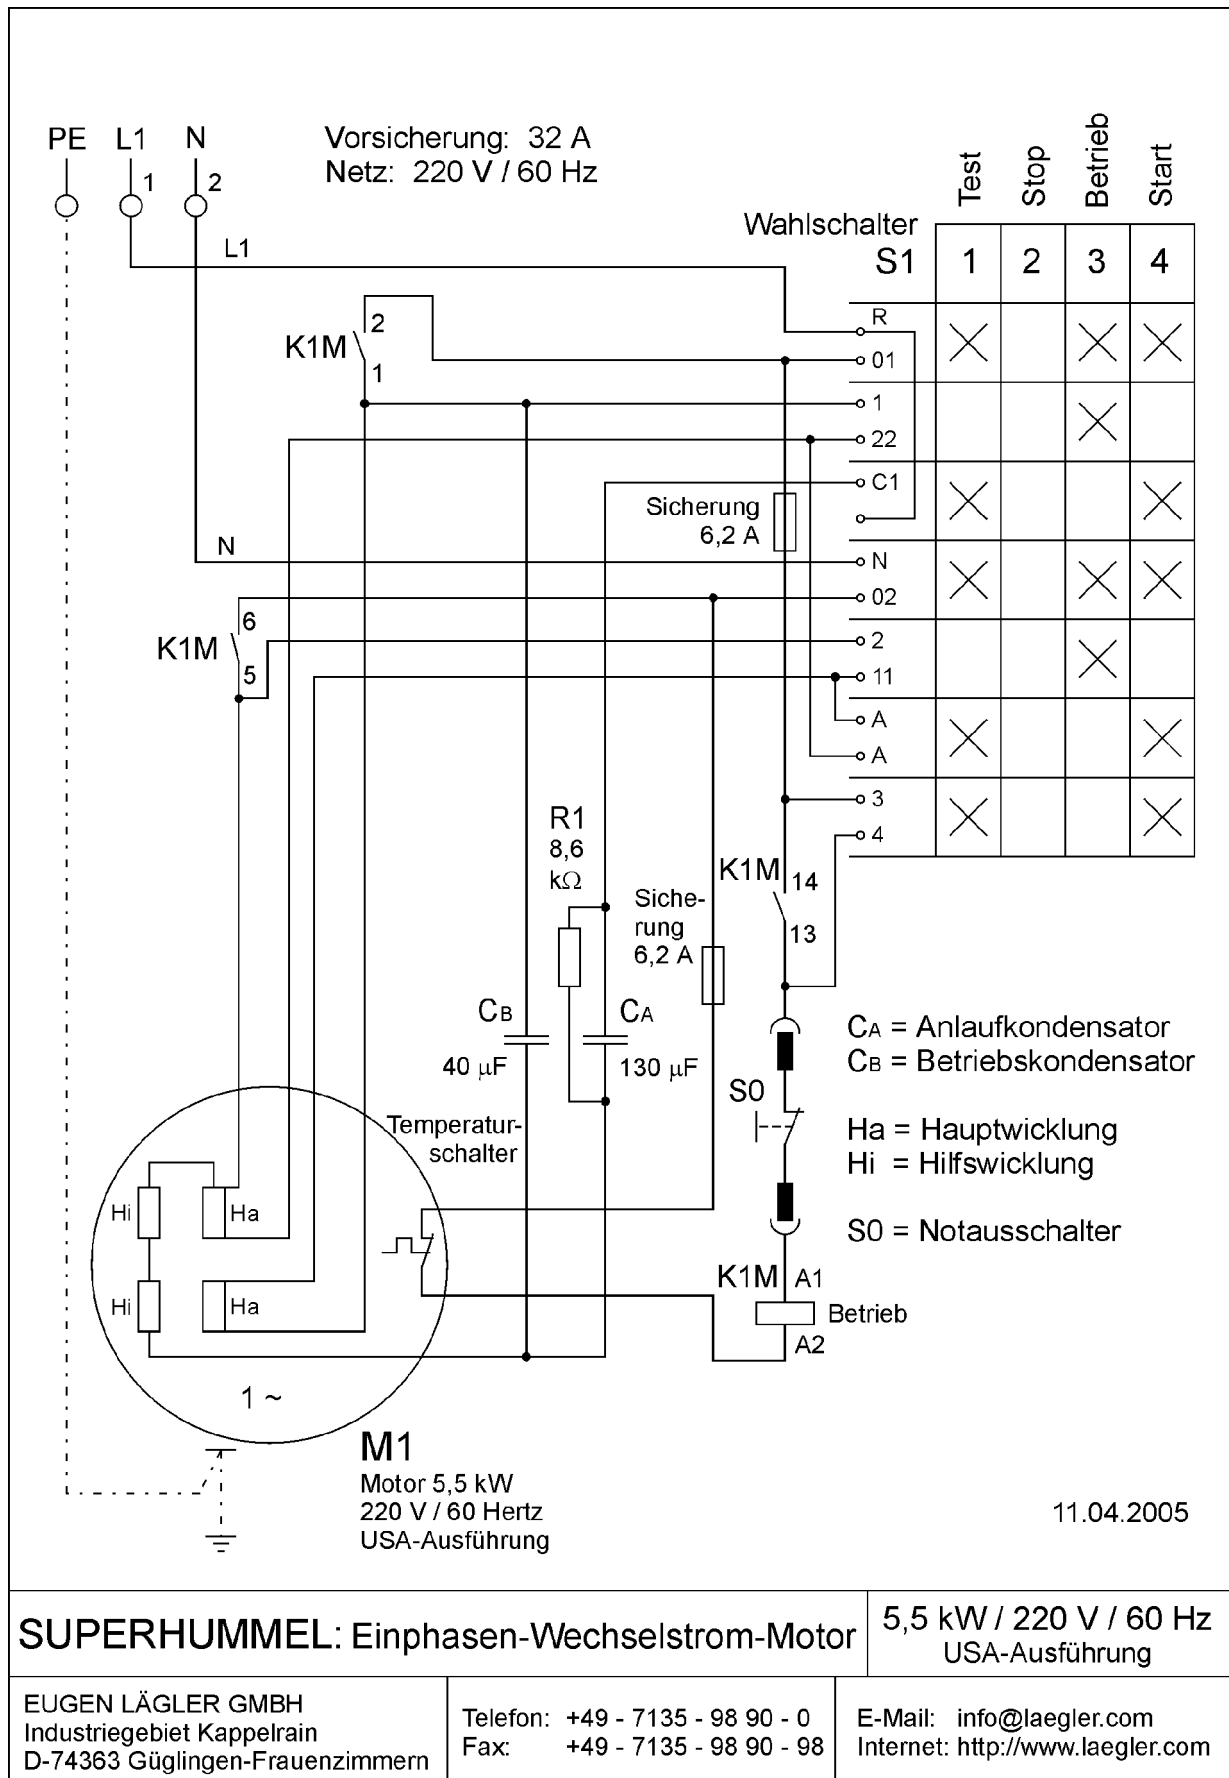 PE L1 N
1 2
Vorsicherung: 32 A
Netz: 220 V / 60 Hz
Test Stop Betrieb Start
Wahlschalter
S1 1 2 3 4
L1
R
01
K1M 2
1
1
22
C1
Sicherung
6,2 A
N
N
02
K1M 6
5
2
11
A
A
3
4
R1
8,6
kΩ
K1M 14
13
Siche-
rung
6,2 A
CB
40 µF
CA
130 µF
CA = Anlaufkondensator
CB = Betriebskondensator
S0
Ha = Hauptwicklung
Hi = Hilfswicklung
S0 = Notausschalter
Temperatur-
schalter
Hi Ha
Hi Ha
K1M A1
Betrieb
A2
1 ~
M1
Motor 5,5 kW
220 V / 60 Hertz
USA-Ausführung
11.04.2005
SUPERHUMMEL: Einphasen-Wechselstrom-Motor
5,5 kW / 220 V / 60 Hz
USA-Ausführung
EUGEN LÄGLER GMBH
Industriegebiet Kappelrain
D-74363 Güglingen-Frauenzimmern
Telefon: +49 - 7135 - 98 90 - 0
Fax: +49 - 7135 - 98 90 - 98
E-Mail: info@laegler.com
Internet: http://www.laegler.com